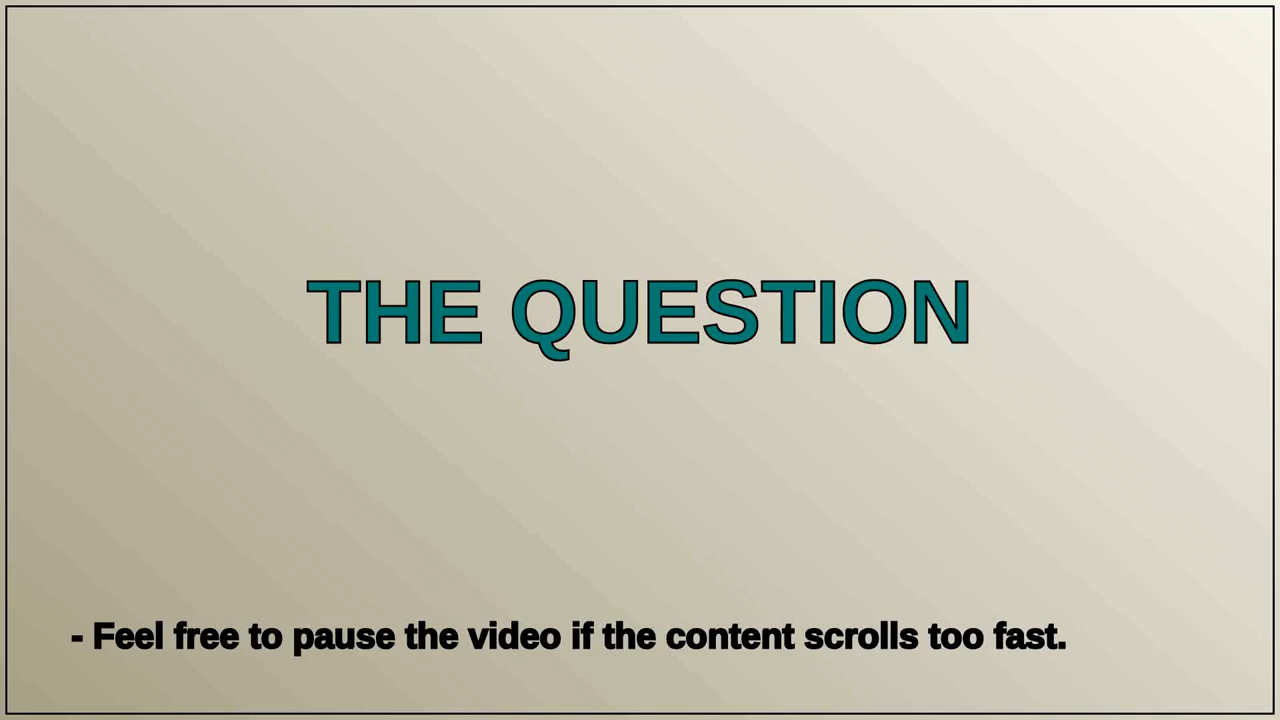 THE QUESTION
- Feel free to pause the video if the content scrolls too fast.